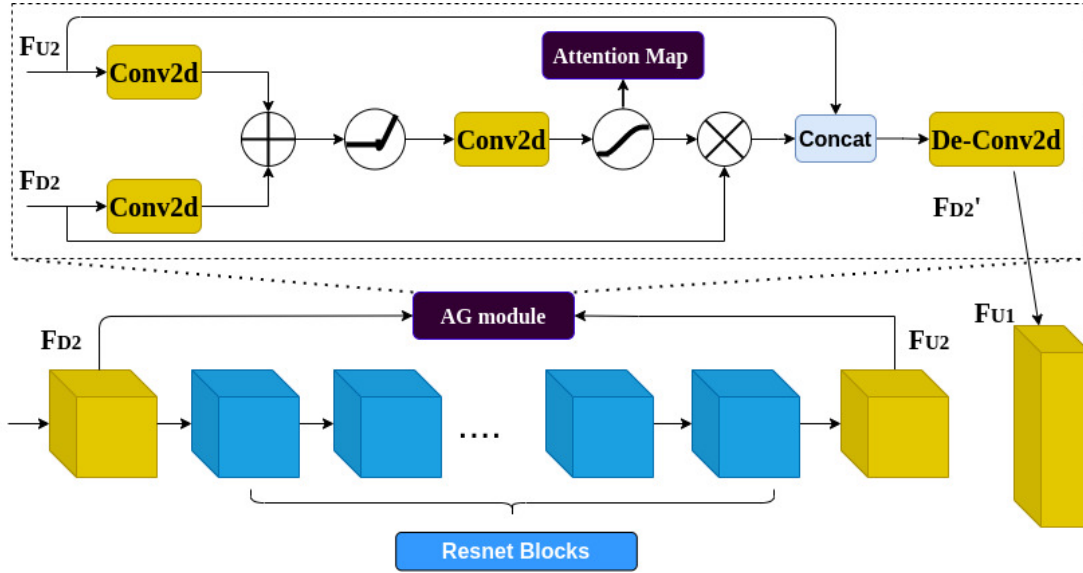 FU2
Conv2d
Attention Map
Conv2d
Concat
De-Conv2d
FD2
Conv2d
FD2'
AG module
FD2
FU2
FU1
....
Resnet Blocks